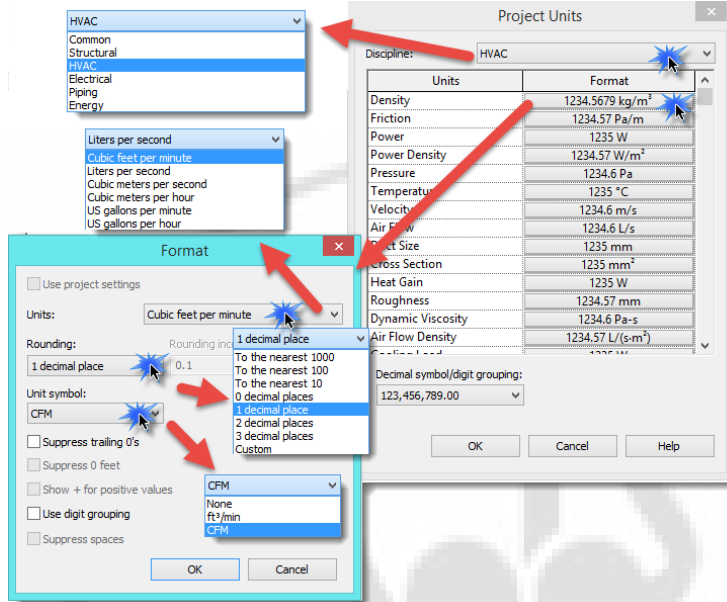 HVAC
Common
Structural
HVAC
Electrical
Piping
Energy
Liters per second
Cubic feet per minute
Liters per second
Cubic meters per second
Cubic meters per hour
US gallons per minute
US gallons per hour
Project Units
Discipline: HVAC
Units Format
Density 1234.5679 kg/m³
Friction 1234.57 Pa/m
Power 1235 W
Power Density 1234.57 W/m²
Pressure 1234.6 Pa
Temperatu 1235 °C
Velocity 1234.6 m/s
Air Flow 1234.6 L/s
Duct Size 1235 mm
Cross Section 1235 mm²
Heat Gain 1235 W
Roughness 1234.57 mm
Dynamic Viscosity 1234.6 Pa-s
Air Flow Density 1234.57 L/(s·m²)
Cooling Load 1235 W
Decimal symbol/digit grouping:
123,456,789.00
OK Cancel Help
Format
Use project settings
Units: Cubic feet per minute
Rounding: Rounding inc
1 decimal place 0.1
Unit symbol:
CFM
Suppress trailing 0's
Suppress 0 feet
Show + for positive values
Use digit grouping
Suppress spaces
OK Cancel
1 decimal place
To the nearest 1000
To the nearest 100
To the nearest 10
0 decimal places
1 decimal place
2 decimal places
3 decimal places
Custom
CFM
None
ft³/min
CFM